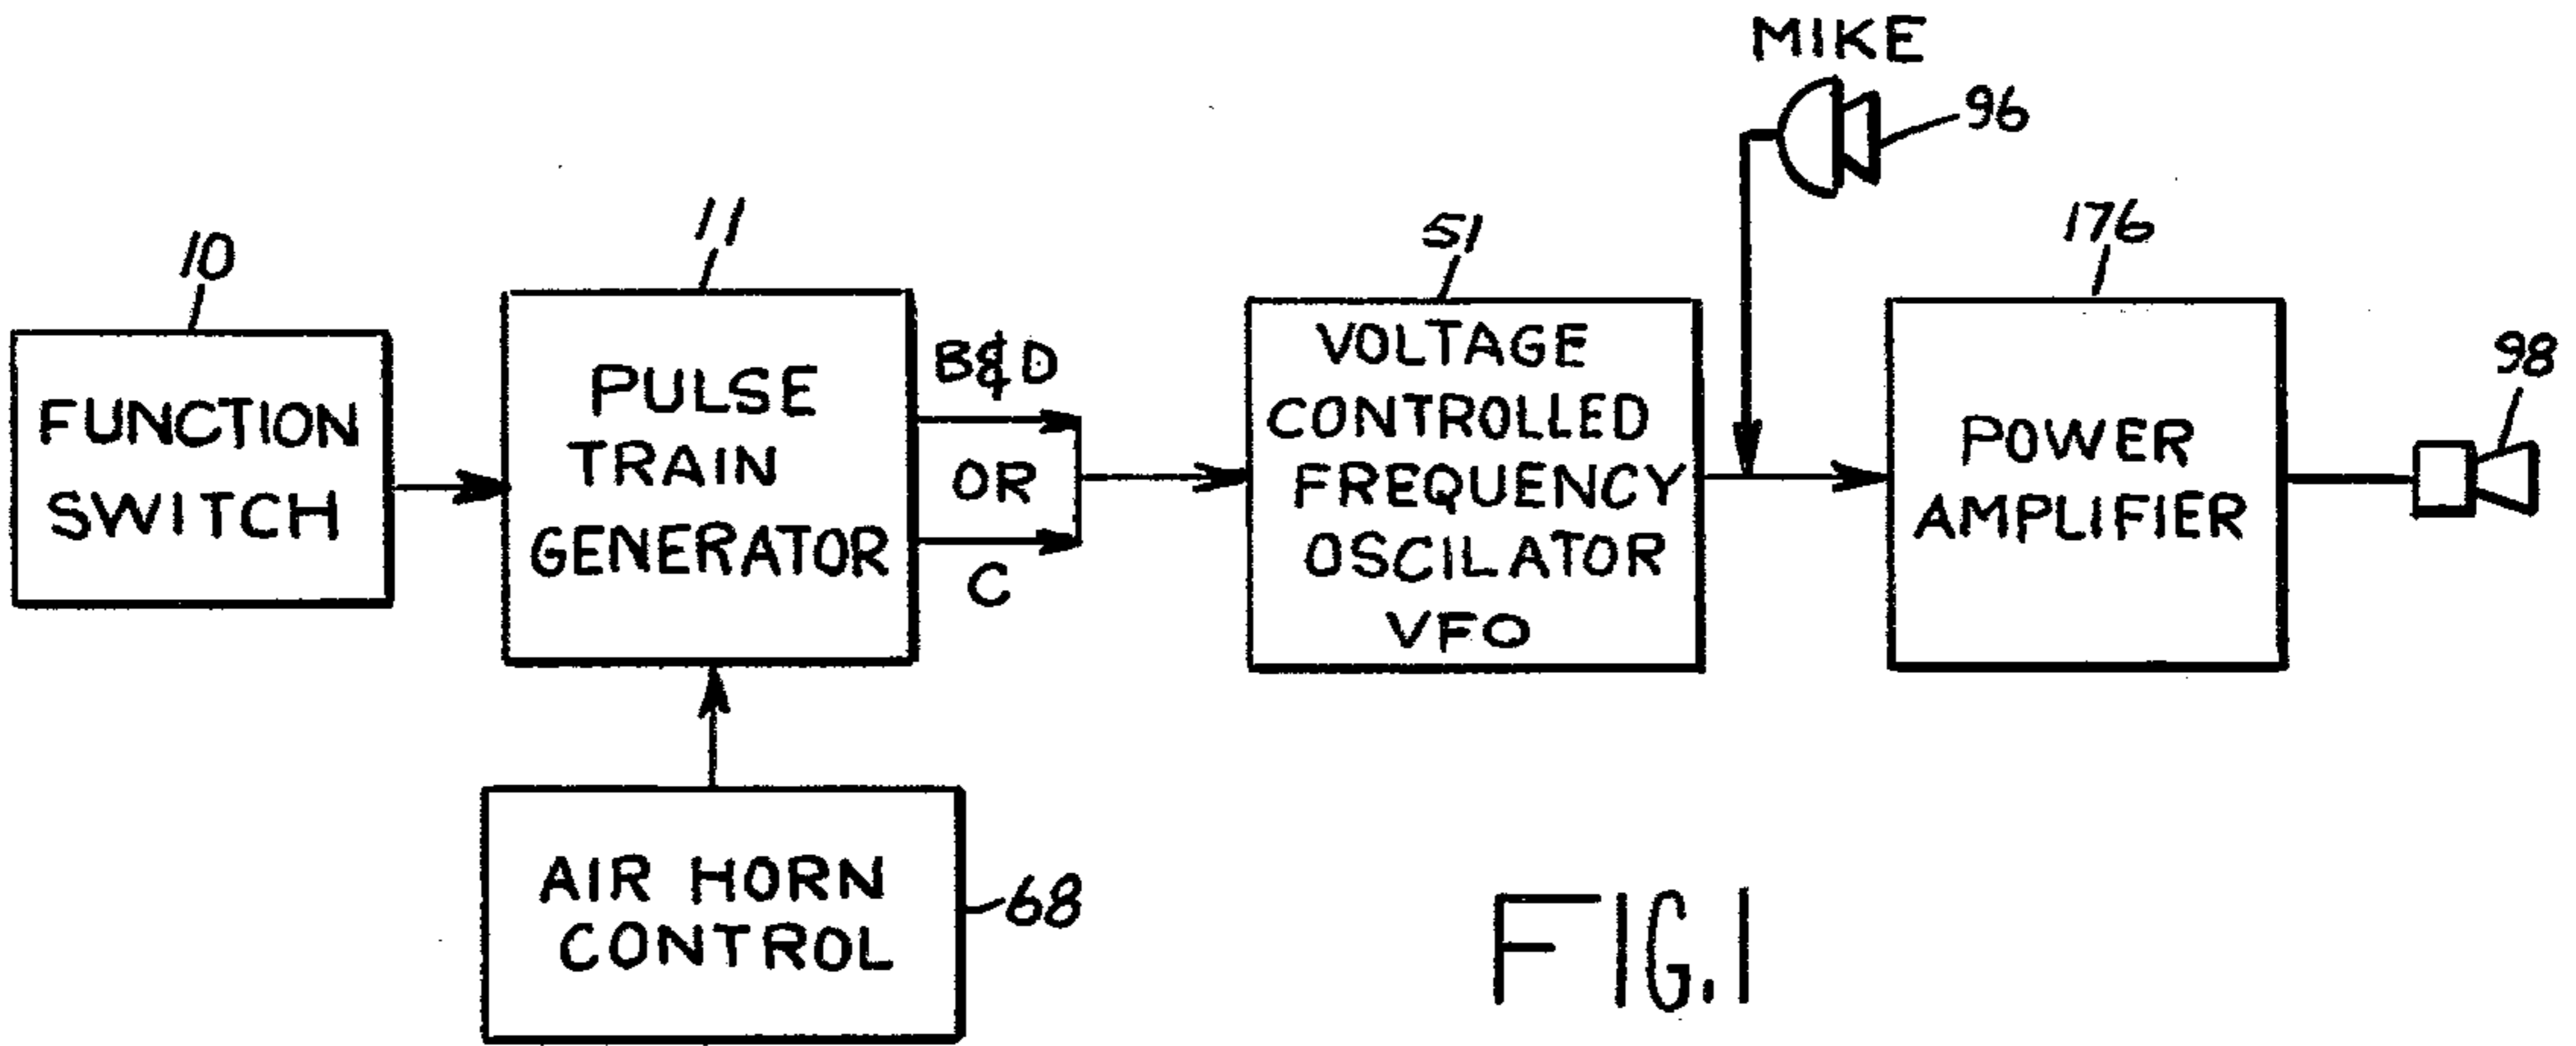 MIKE
96
10
11
51
176
98
FUNCTION
SWITCH
PULSE
TRAIN
GENERATOR
B&D
OR
C
VOLTAGE
CONTROLLED
FREQUENCY
OSCILATOR
VFO
POWER
AMPLIFIER
AIR HORN
CONTROL
68
FIG.1